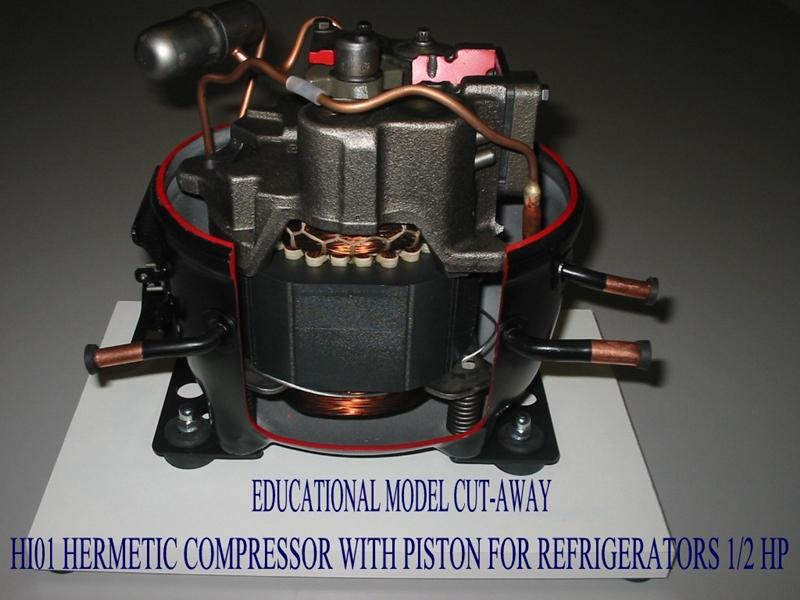 EDUCATIONAL MODEL CUT-AWAY
HI01 HERMETIC COMPRESSOR WITH PISTON FOR REFRIGERATORS 1/2 HP